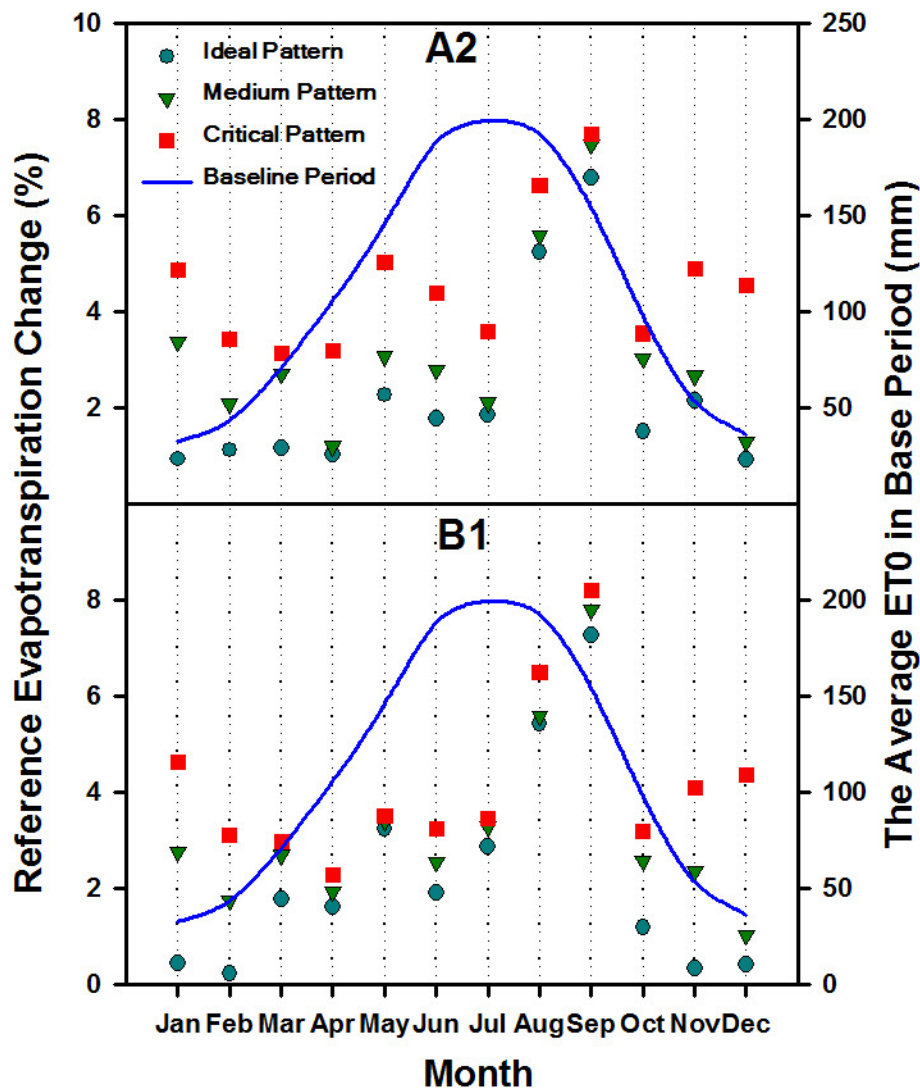 Reference Evapotranspiration Change (%)
10
8
6
4
2
8
6
4
2
0
A2
Ideal Pattern
Medium Pattern
Critical Pattern
Baseline Period
B1
250
200
150
100
50
200
150
100
50
0
The Average ET0 in Base Period (mm)
Jan Feb Mar Apr May Jun Jul Aug Sep Oct Nov Dec
Month